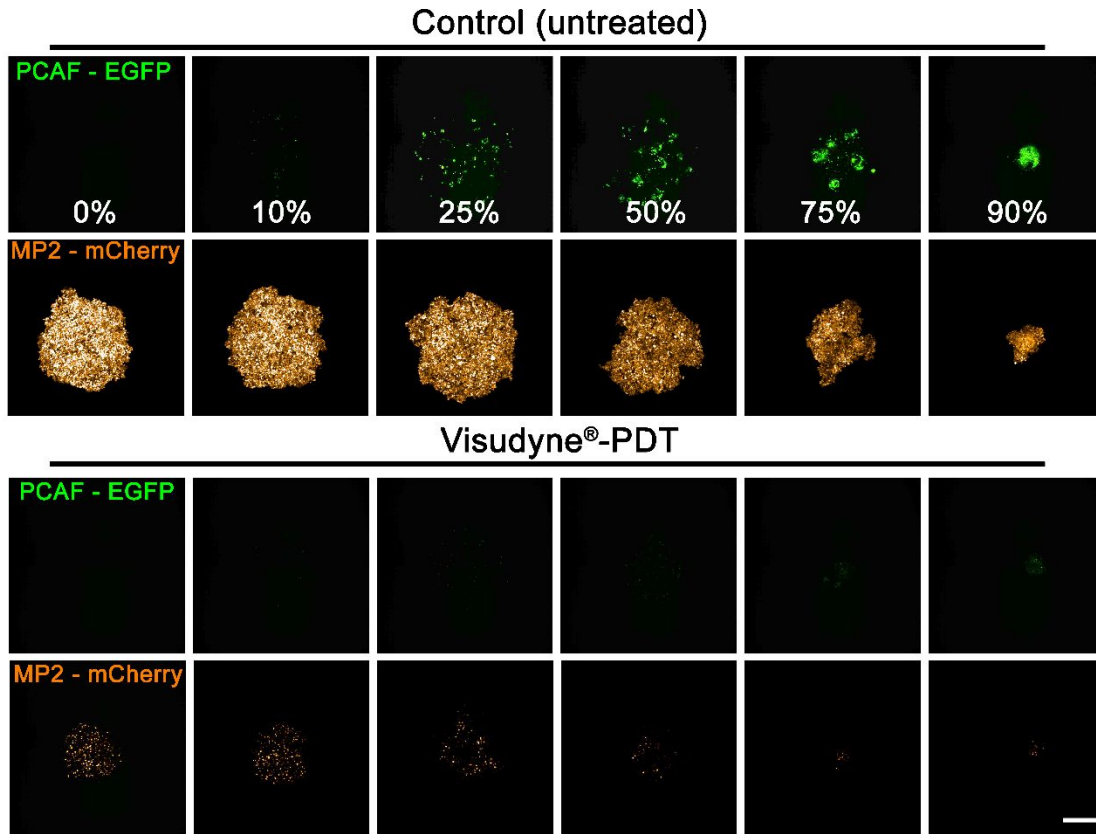 Control (untreated)
PCAF - EGFP
0% 10% 25% 50% 75% 90%
MP2 - mCherry
Visudyne®-PDT
PCAF - EGFP
MP2 - mCherry